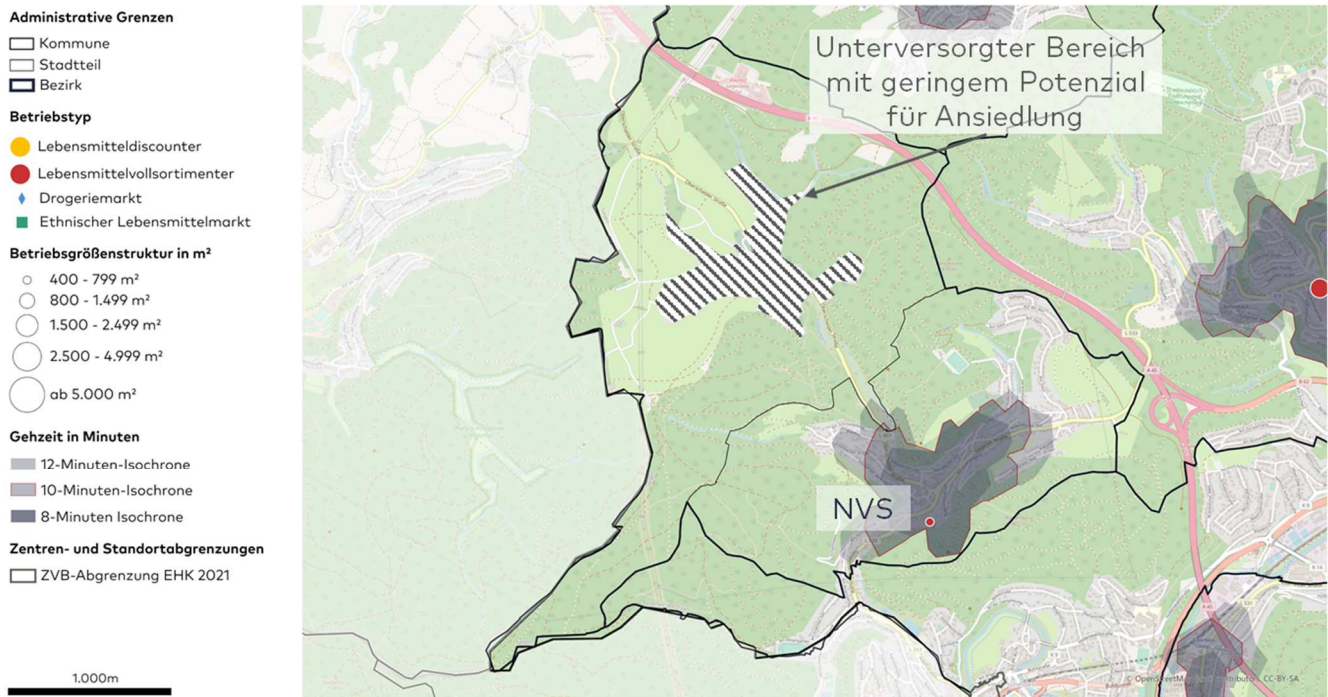 Administrative Grenzen
Kommune
Stadtteil
Bezirk
Betriebstyp
Lebensmitteldiscounter
Lebensmittelvollsortimenter
Drogeriemarkt
Ethnischer Lebensmittelmarkt
Betriebsgrößenstruktur in m²
400 - 799 m²
800 - 1.499 m²
1.500 - 2.499 m²
2.500 - 4.999 m²
ab 5.000 m²
Gehzeit in Minuten
12-Minuten-Isochrone
10-Minuten-Isochrone
8-Minuten Isochrone
Zentren- und Standortabgrenzungen
ZVB-Abgrenzung EHK 2021
1.000m
Unterversorgter Bereich
mit geringem Potenzial
für Ansiedlung
NVS
A 45
A 45
CC-BY-SA